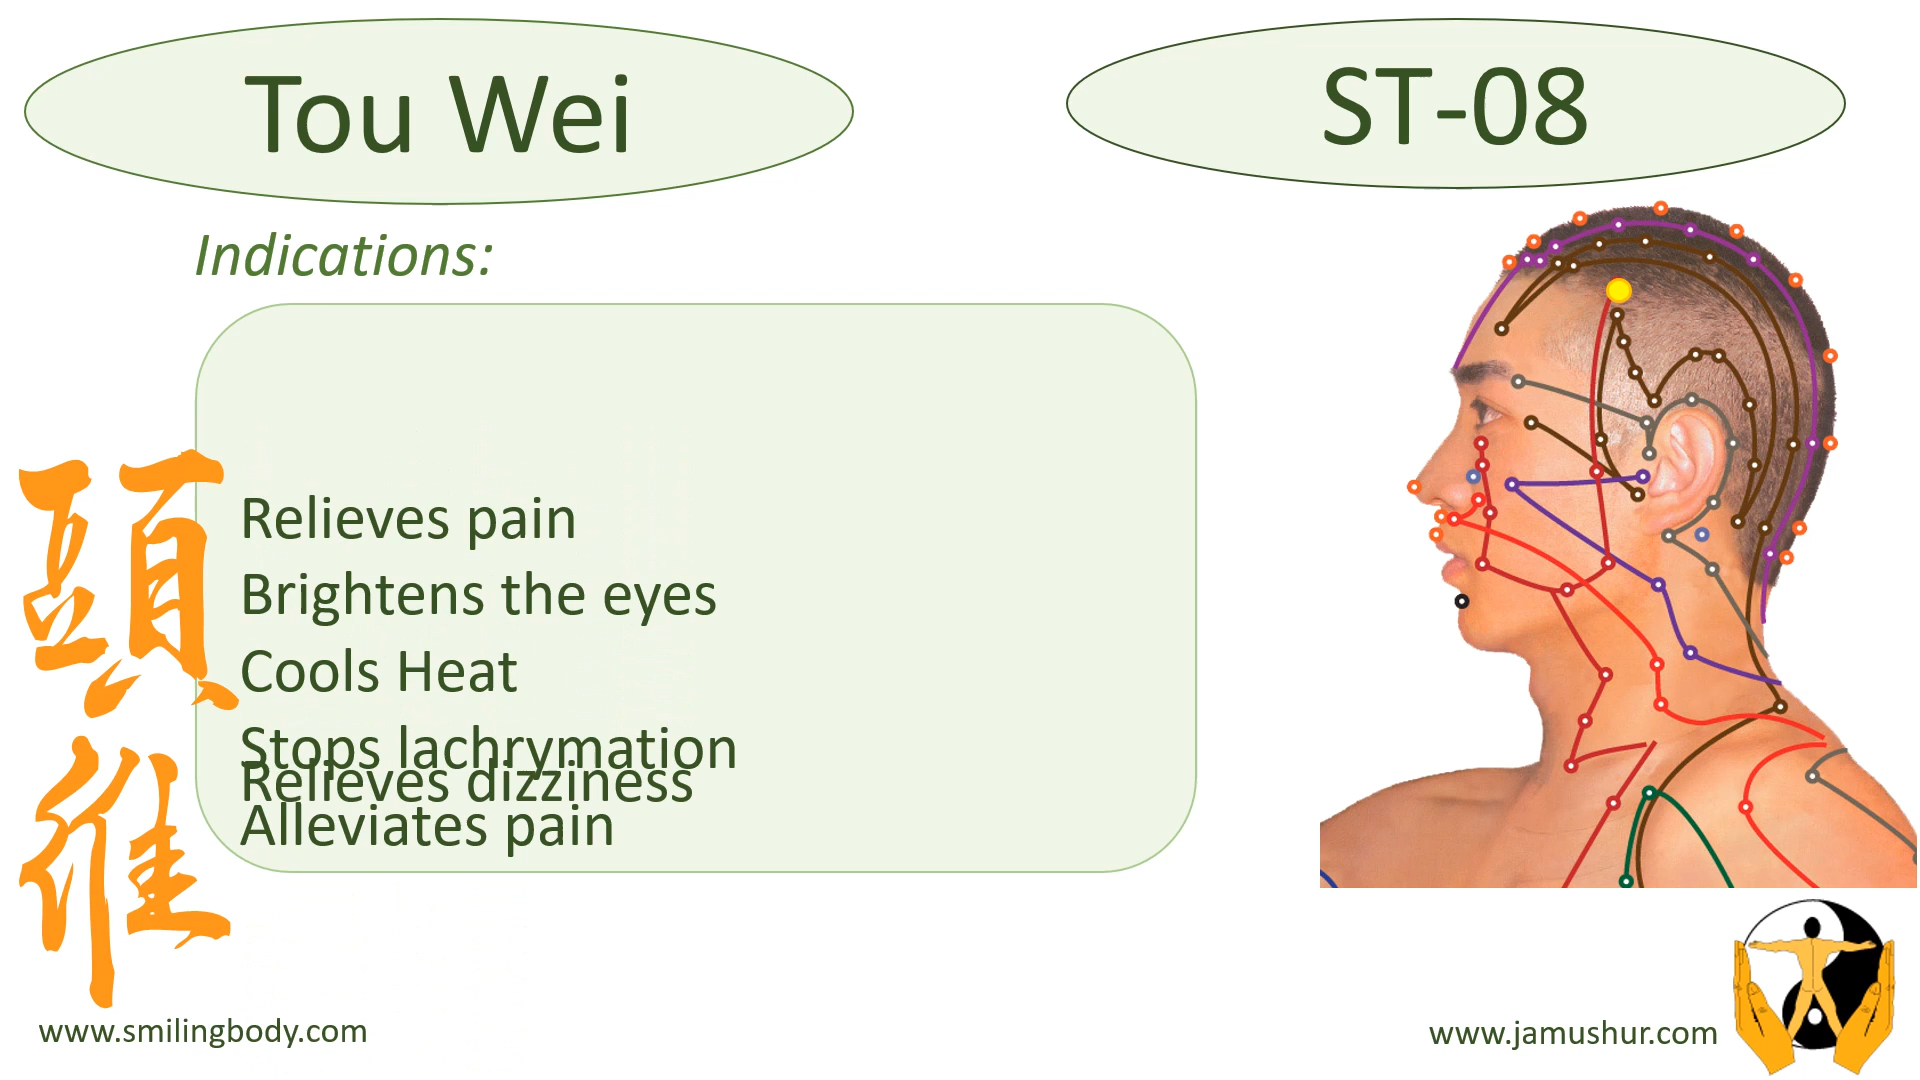 Tou Wei
ST-08
Indications:
Relieves pain
Brightens the eyes
Cools Heat
Stops lachrymation
Relieves dizziness
Alleviates pain
頭
維
www.smilingbody.com
www.jamushur.com